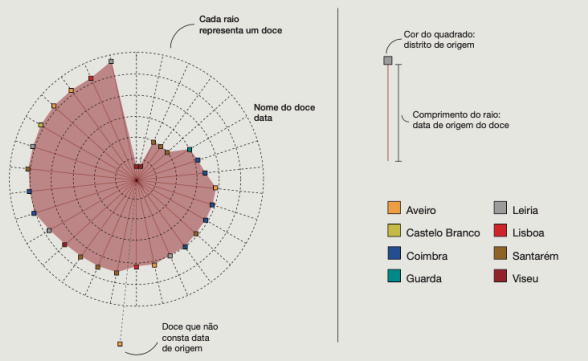 Cada raio
representa um doce
Nome do doce
data
Doce que não
consta data
de origem
Cor do quadrado:
distrito de origem
Comprimento do raio:
data de origem do doce
Aveiro
Castelo Branco
Coimbra
Guarda
Leiria
Lisboa
Santarém
Viseu